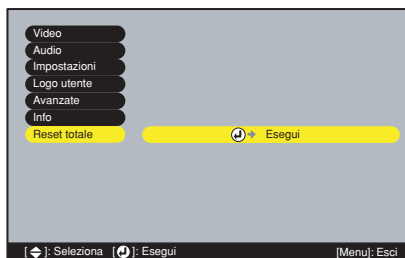 Video
Audio
Impostazioni
Logo utente
Avanzate
Info
Reset totale Esegui
[ ]: Seleziona [ ]: Esegui [Menu]: Esci